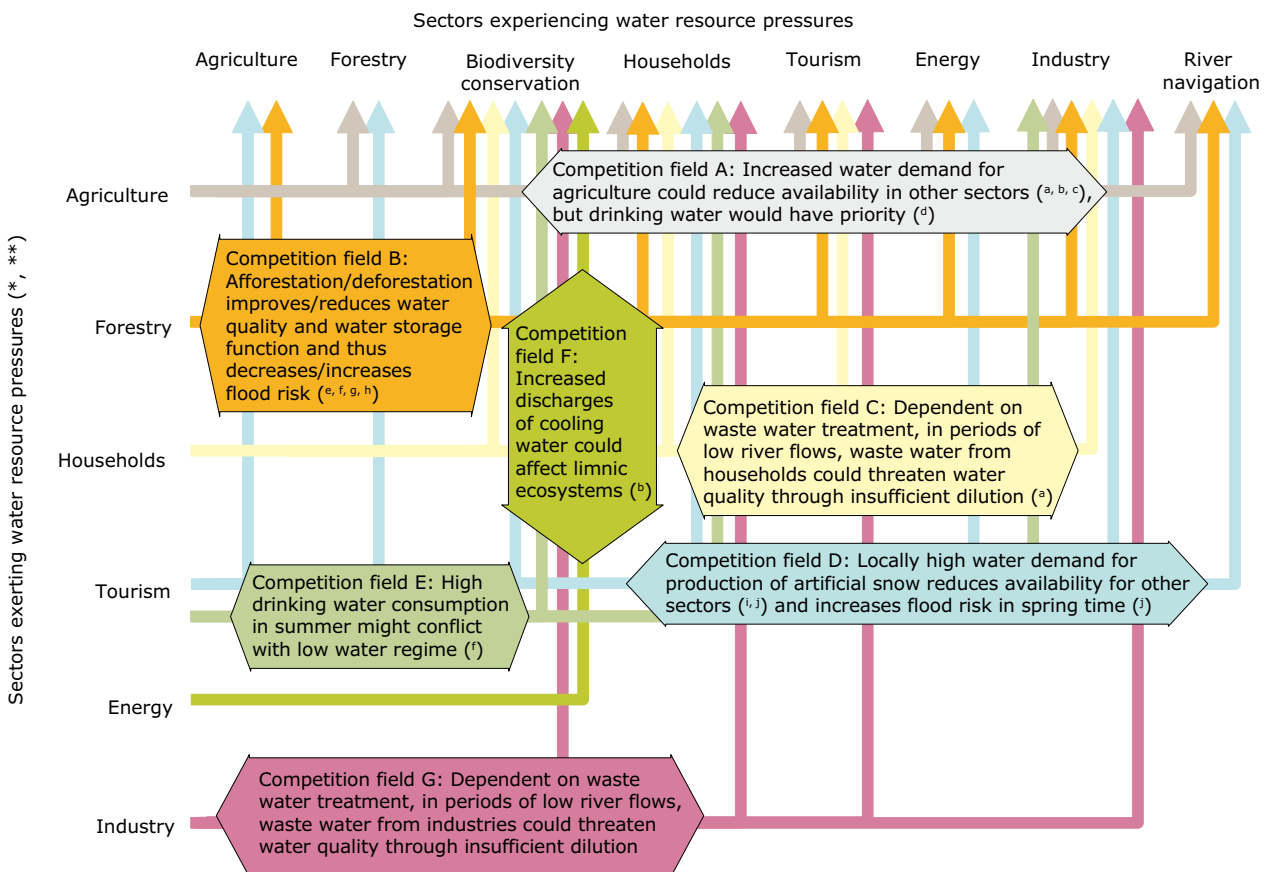 Sectors experiencing water resource pressures
Agriculture
Forestry
Biodiversity
conservation
Households
Tourism
Energy
Industry
River
navigation
Sectors exerting water resource pressures (*, **)
Agriculture
Competition field A: Increased water demand for
agriculture could reduce availability in other sectors (a, b, c),
but drinking water would have priority (d)
Competition field B:
Afforestation/deforestation
improves/reduces water
quality and water storage
function and thus
decreases/increases
flood risk (e, f, g, h)
Forestry
Competition
field F:
Increased
discharges
of cooling
water could
affect limnic
ecosystems (b)
Competition field C: Dependent on
waste water treatment, in periods of
low river flows, waste water from
households could threaten water
quality through insufficient dilution (a)
Households
Competition field D: Locally high water demand for
production of artificial snow reduces availability for other
sectors (i, j) and increases flood risk in spring time (j)
Tourism
Competition field E: High
drinking water consumption
in summer might conflict
with low water regime (f)
Energy
Competition field G: Dependent on waste
water treatment, in periods of low river flows,
waste water from industries could threaten
water quality through insufficient dilution
Industry